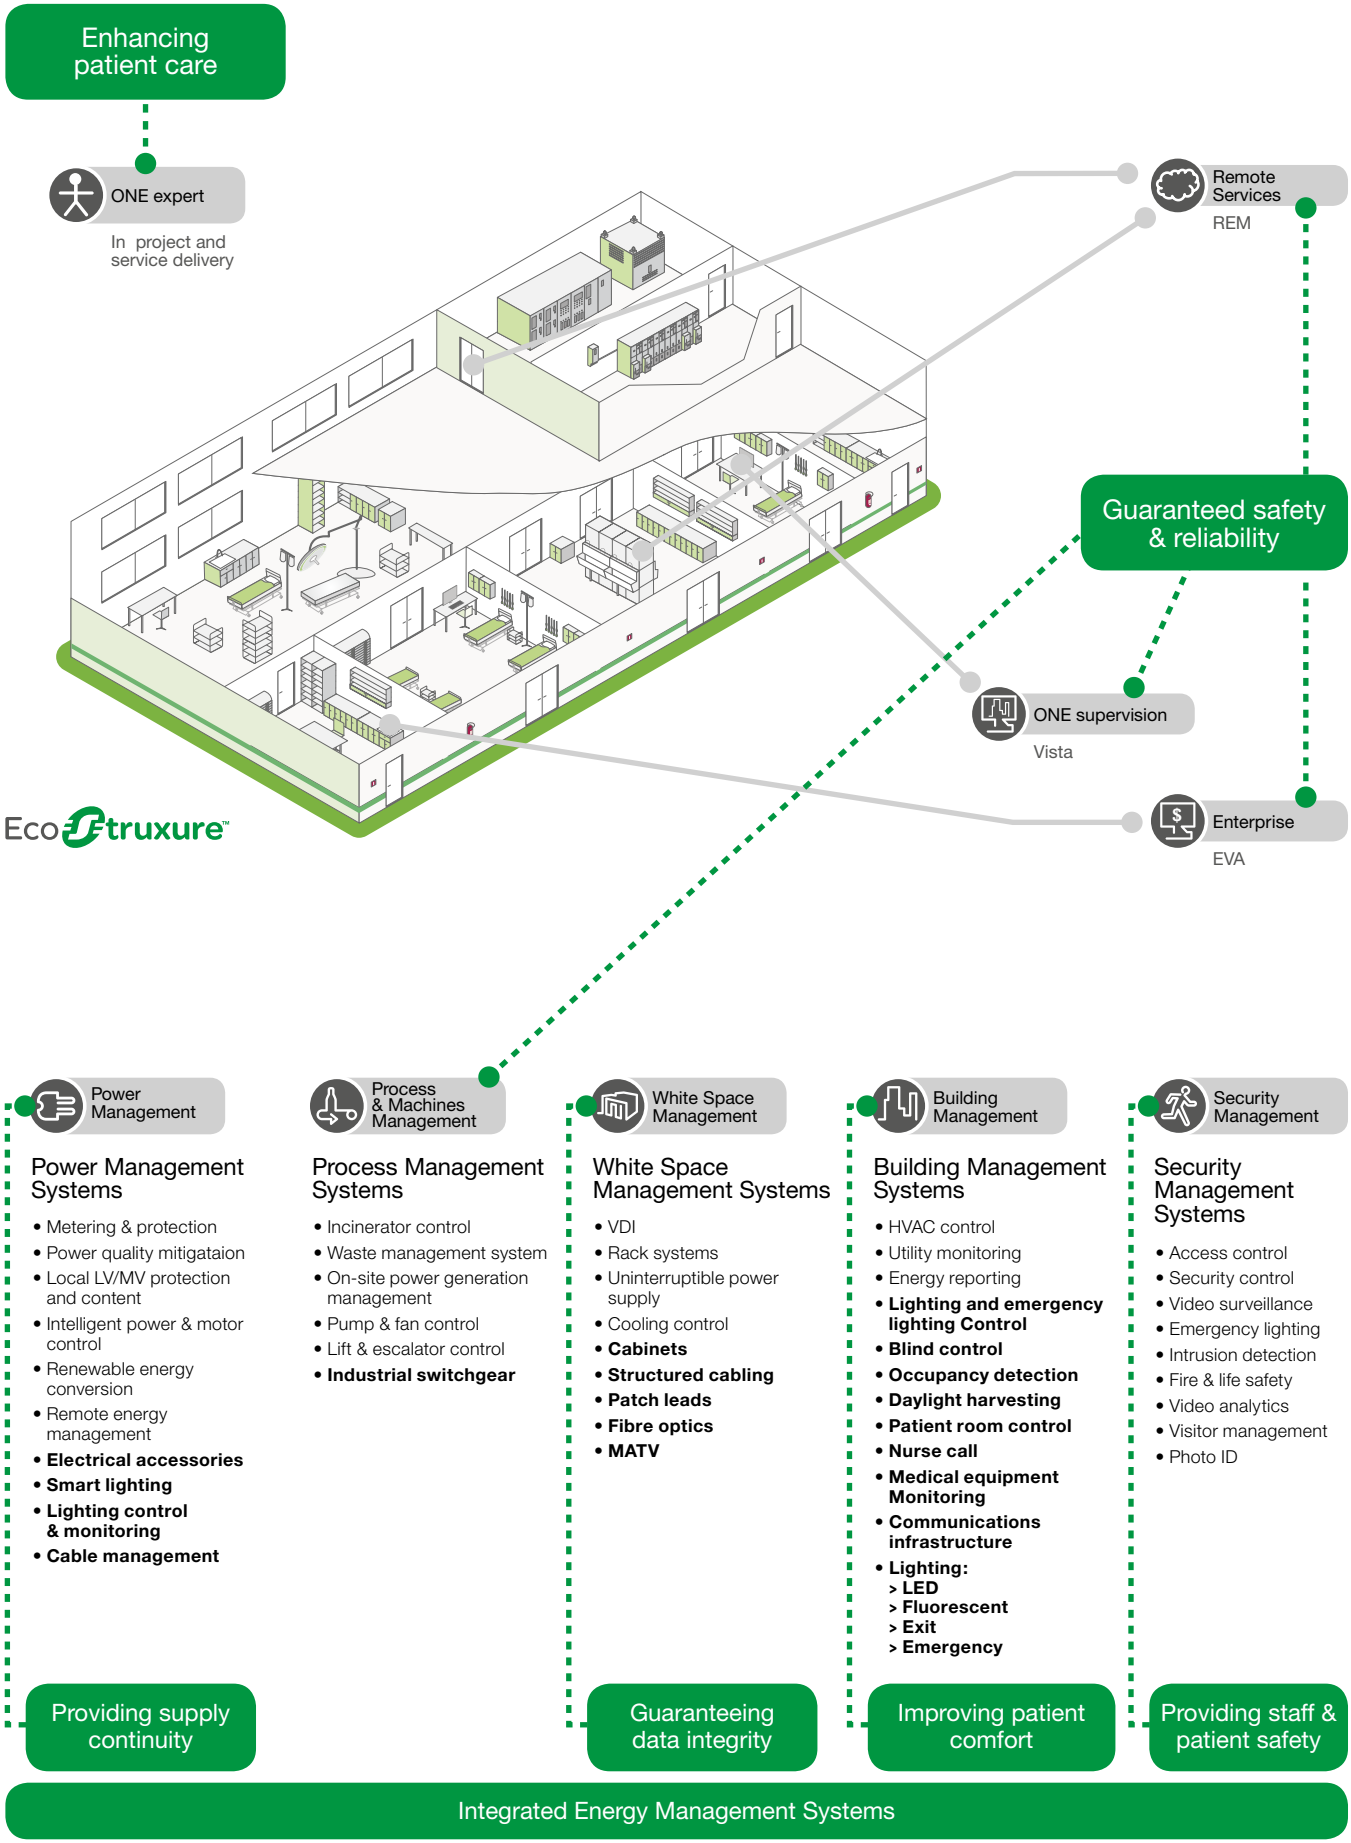 Enhancing
patient care
ONE expert
In project and
service delivery
Remote
Services
REM
Guaranteed safety
& reliability
ONE supervision
Vista
$
Enterprise
EVA
EcoStruxure™
Power
Management
Power Management
Systems
• Metering & protection
• Power quality mitigataion
• Local LV/MV protection
and content
• Intelligent power & motor
control
• Renewable energy
conversion
• Remote energy
management
• Electrical accessories
• Smart lighting
• Lighting control
& monitoring
• Cable management
Providing supply
continuity
Process
& Machines
Management
Process Management
Systems
• Incinerator control
• Waste management system
• On-site power generation
management
• Pump & fan control
• Lift & escalator control
• Industrial switchgear
White Space
Management
White Space
Management Systems
• VDI
• Rack systems
• Uninterruptible power
supply
• Cooling control
• Cabinets
• Structured cabling
• Patch leads
• Fibre optics
• MATV
Guaranteeing
data integrity
Building
Management
Building Management
Systems
• HVAC control
• Utility monitoring
• Energy reporting
• Lighting and emergency
lighting Control
• Blind control
• Occupancy detection
• Daylight harvesting
• Patient room control
• Nurse call
• Medical equipment
Monitoring
• Communications
infrastructure
• Lighting:
> LED
> Fluorescent
> Exit
> Emergency
Improving patient
comfort
Security
Management
Security
Management
Systems
• Access control
• Security control
• Video surveillance
• Emergency lighting
• Intrusion detection
• Fire & life safety
• Video analytics
• Visitor management
• Photo ID
Providing staff &
patient safety
Integrated Energy Management Systems